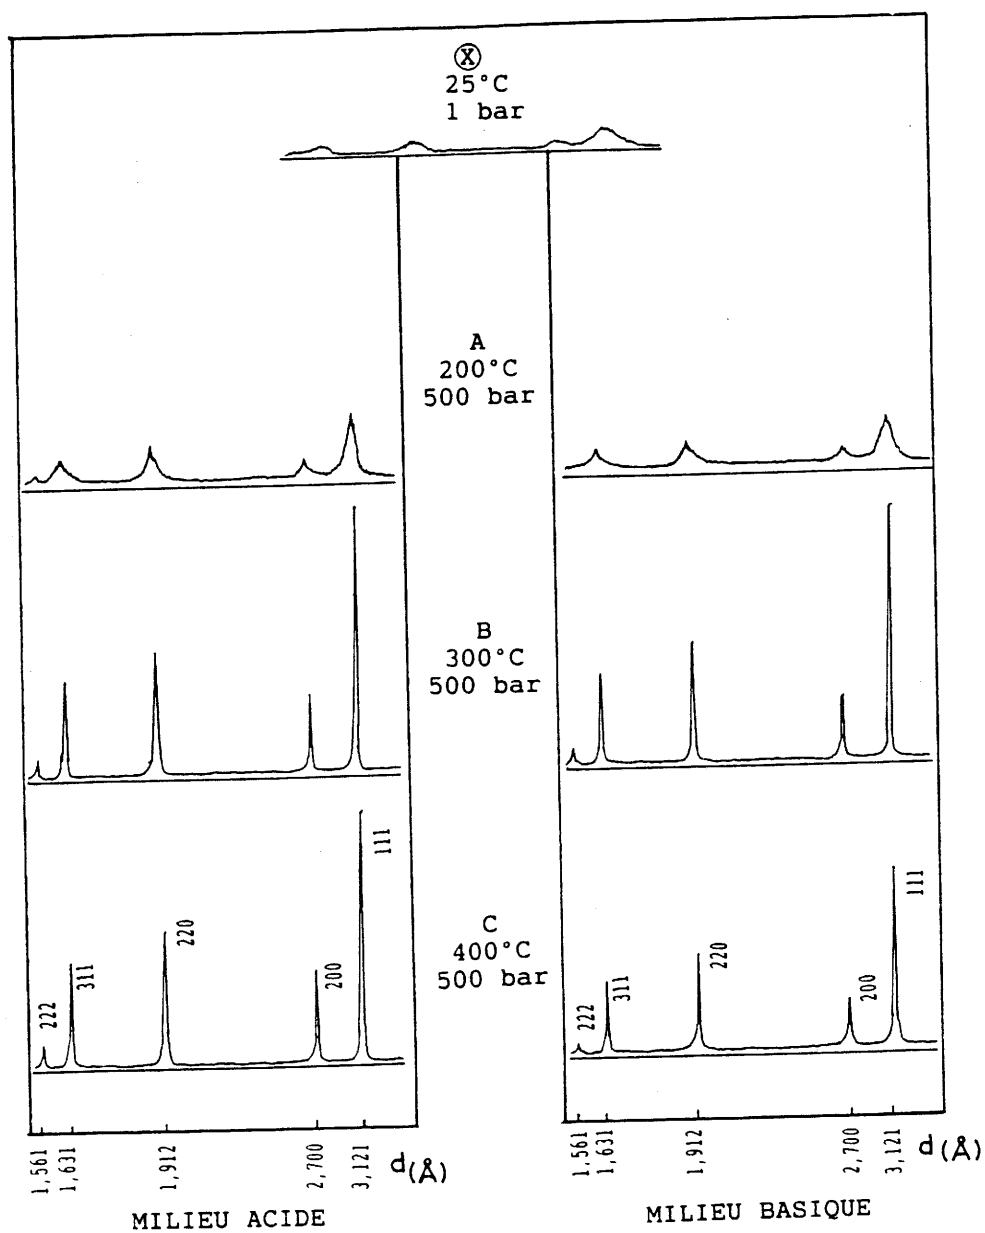 X
25°C
1 bar
A
200°C
500 bar
B
300°C
500 bar
C
400°C
500 bar
222
311
220
200
111
222
311
220
200
111
1,561
1,631
1,912
2,700
3,121
d(Å)
1,561
1,631
1,912
2,700
3,121
d(Å)
MILIEU ACIDE
MILIEU BASIQUE